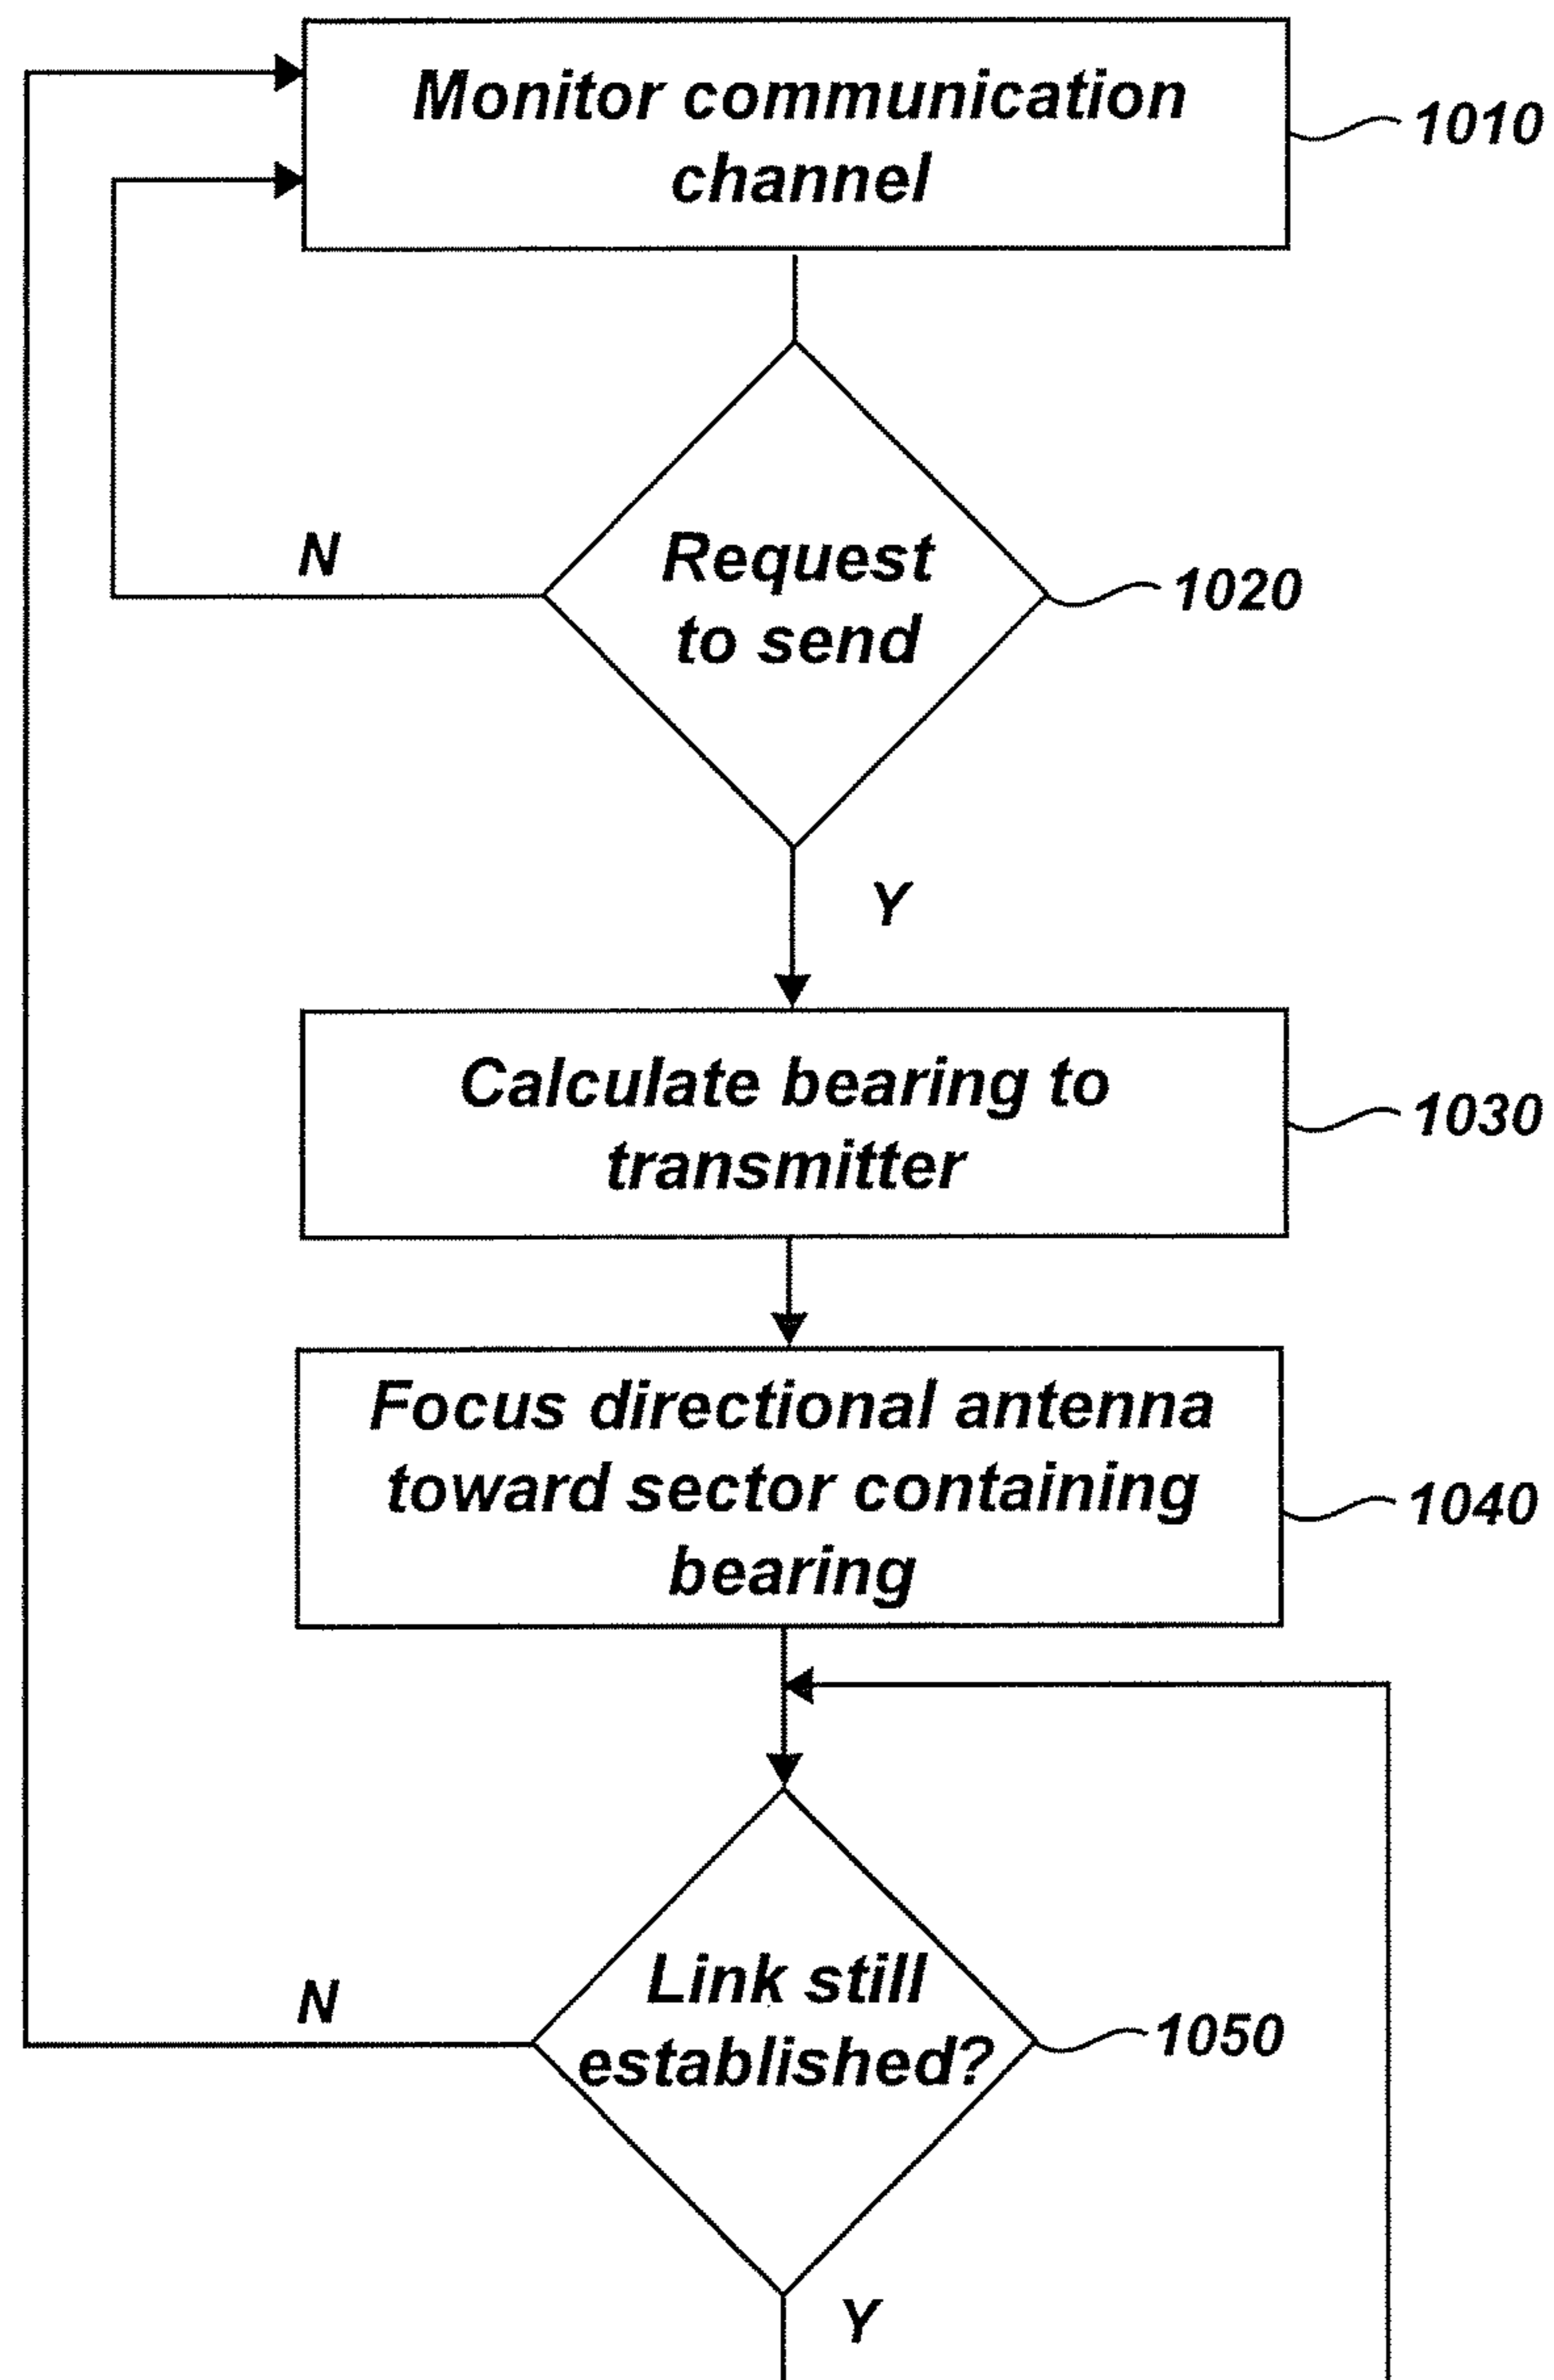 Monitor communication
channel
1010
N
Request
to send
1020
Y
Calculate bearing to
transmitter
1030
Focus directional antenna
toward sector containing
bearing
1040
N
Link still
established?
1050
Y